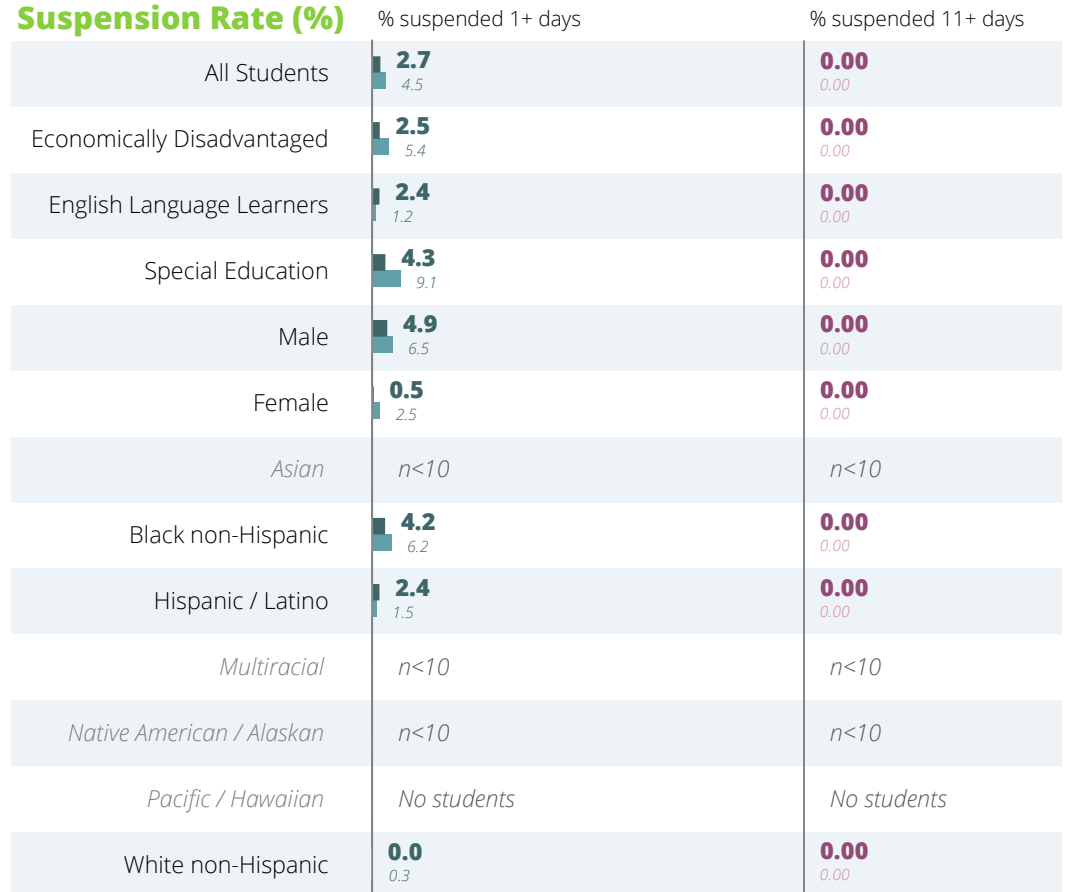 Suspension Rate (%) % suspended 1+ days % suspended 11+ days
All Students 2.7 0.00
4.5 0.00
Economically Disadvantaged 2.5 0.00
5.4 0.00
English Language Learners 2.4 0.00
1.2 0.00
Special Education 4.3 0.00
9.1 0.00
Male 4.9 0.00
6.5 0.00
Female 0.5 0.00
2.5 0.00
Asian n<10 n<10
Black non-Hispanic 4.2 0.00
6.2 0.00
Hispanic / Latino 2.4 0.00
1.5 0.00
Multiracial n<10 n<10
Native American / Alaskan n<10 n<10
Pacific / Hawaiian No students No students
White non-Hispanic 0.0 0.00
0.3 0.00